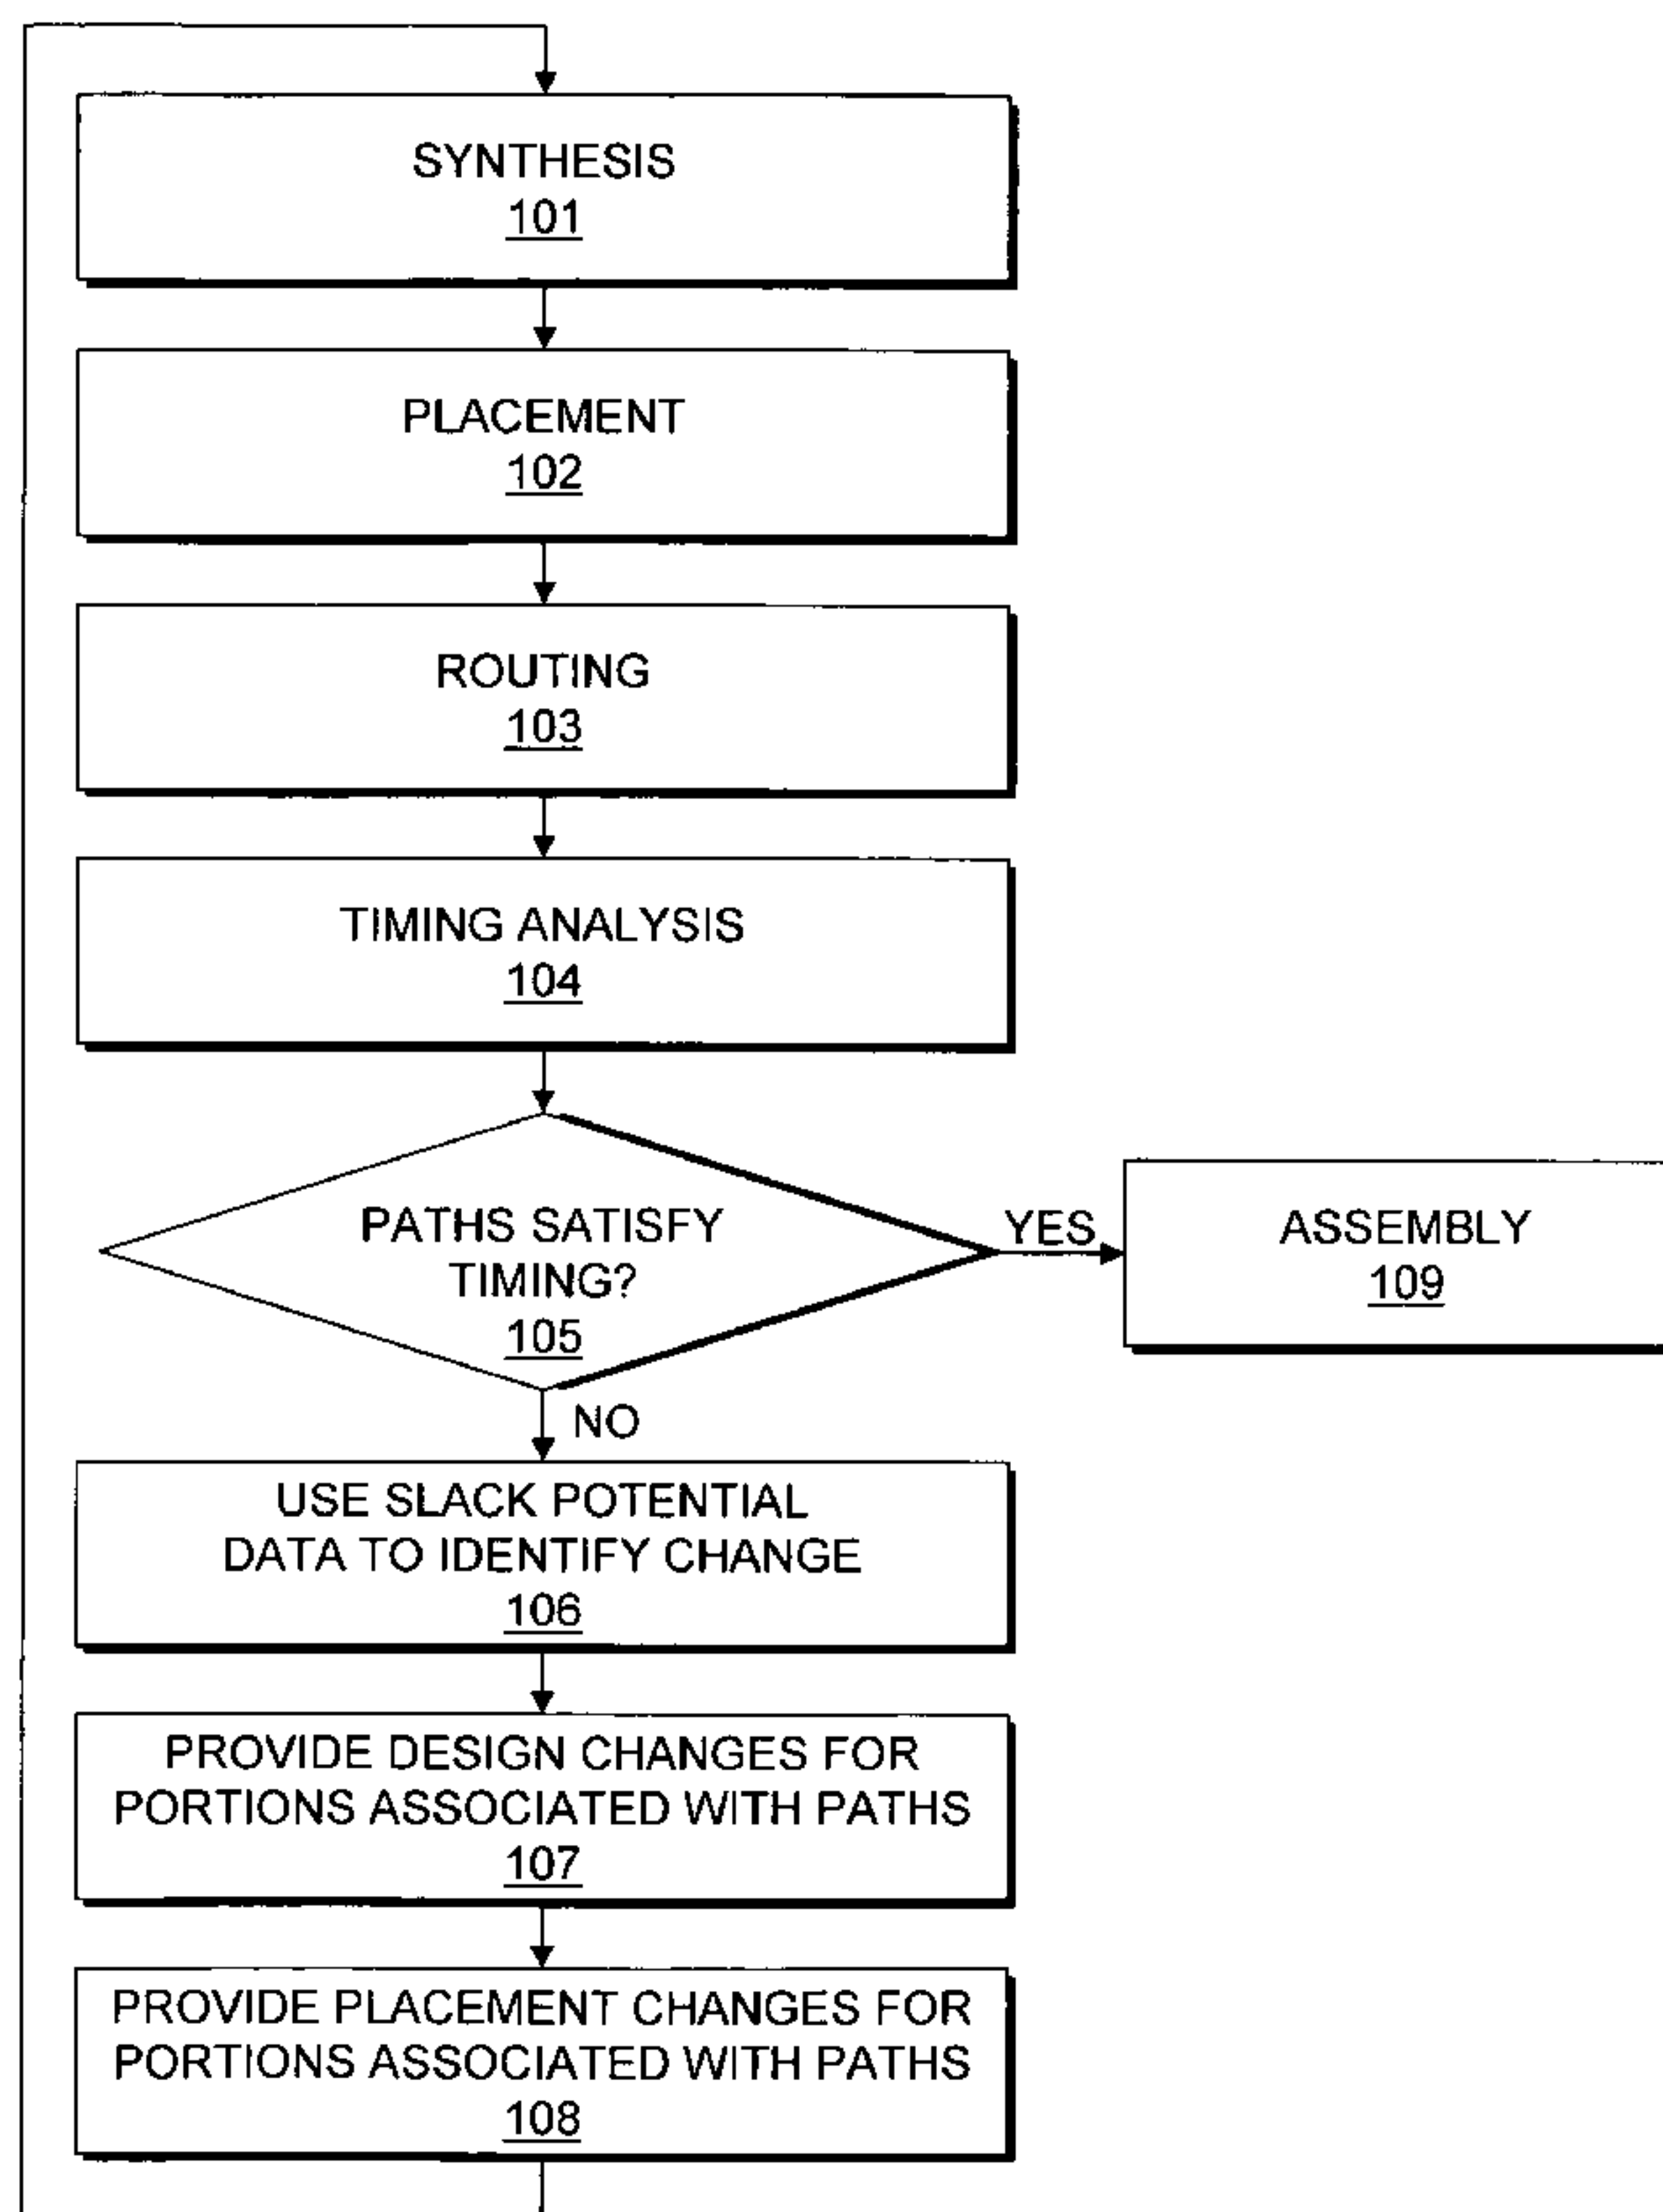 SYNTHESIS
101
PLACEMENT
102
ROUTING
103
TIMING ANALYSIS
104
PATHS SATISFY
TIMING?
105
YES
ASSEMBLY
109
NO
USE SLACK POTENTIAL
DATA TO IDENTIFY CHANGE
106
PROVIDE DESIGN CHANGES FOR
PORTIONS ASSOCIATED WITH PATHS
107
PROVIDE PLACEMENT CHANGES FOR
PORTIONS ASSOCIATED WITH PATHS
108